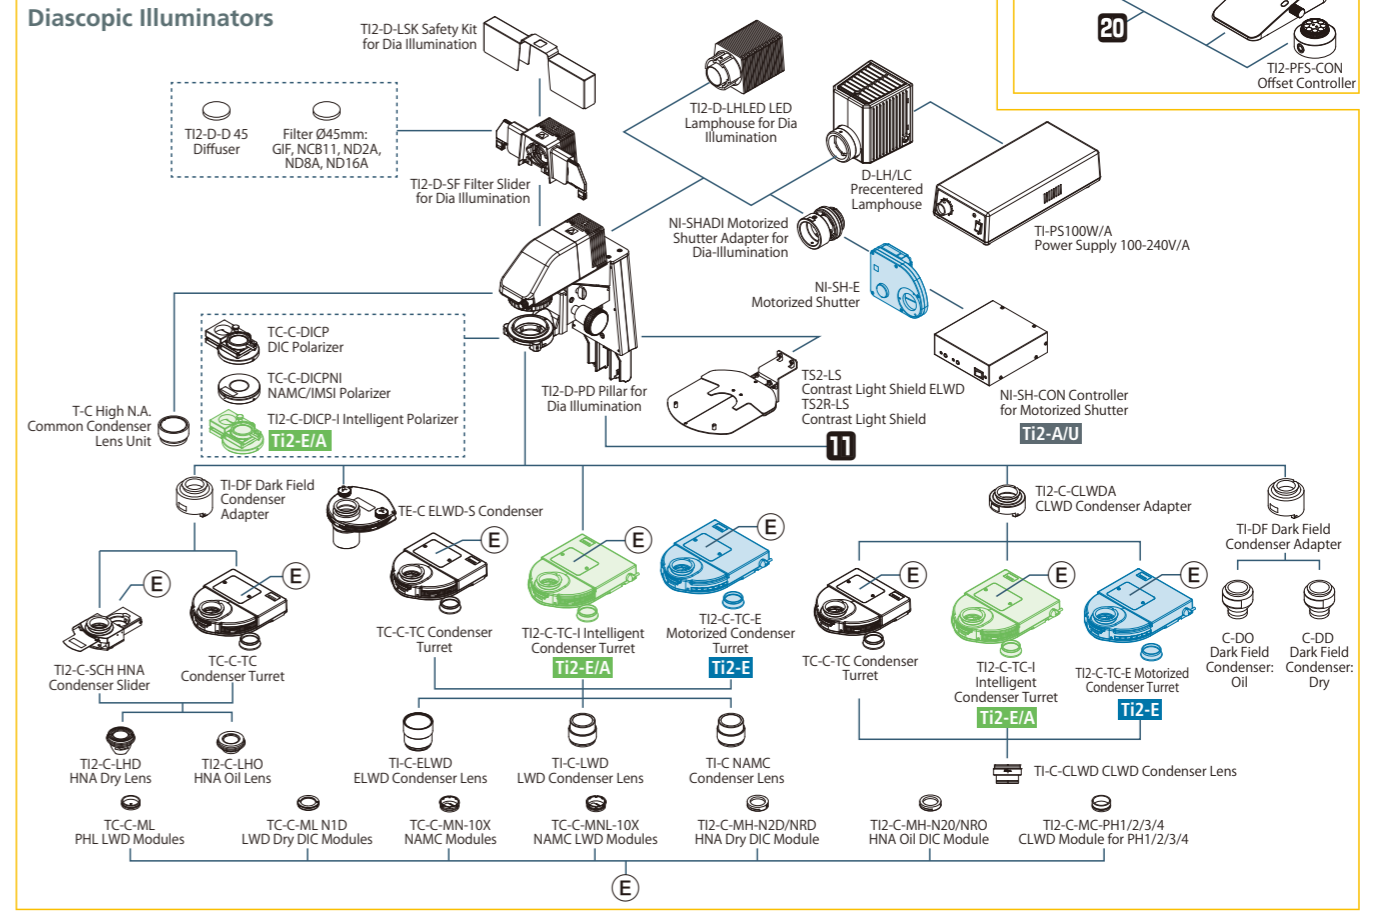 Diascopic Illuminators
TI2-D-LSK Safety Kit
for Dia Illumination
TI2-D-D 45
Diffuser
Filter Ø45mm:
GIF, NCB11, ND2A,
ND8A, ND16A
TI2-D-SF Filter Slider
for Dia Illumination
TI2-D-LHLED LED
Lamphouse for Dia
Illumination
D-LH/LC
Precentered
Lamphouse
TI-PS100W/A
Power Supply 100-240V/A
20
TI2-PFS-CON
Offset Controller
NI-SHADI Motorized
Shutter Adapter for
Dia-Illumination
NI-SH-E
Motorized Shutter
NI-SH-CON Controller
for Motorized Shutter
Ti2-A/U
TC-C-DICP
DIC Polarizer
TC-C-DICPNI
NAMC/IMSI Polarizer
TI2-C-DICP-I Intelligent Polarizer
Ti2-E/A
T-C High N.A.
Common Condenser
Lens Unit
TI2-D-PD Pillar for
Dia Illumination
TS2-LS
Contrast Light Shield ELWD
TS2R-LS
Contrast Light Shield
11
TI-DF Dark Field
Condenser
Adapter
TE-C ELWD-S Condenser
TI2-C-CLWDA
CLWD Condenser Adapter
TI-DF Dark Field
Condenser Adapter
E
E
E
E
E
E
E
E
TI2-C-SCH HNA
Condenser Slider
TC-C-TC
Condenser Turret
TC-C-TC Condenser
Turret
TI2-C-TC-I Intelligent
Condenser Turret
Ti2-E/A
TI2-C-TC-E
Motorized Condenser
Turret
Ti2-E
TC-C-TC Condenser
Turret
TI2-C-TC-I
Intelligent
Condenser Turret
Ti2-E/A
TI2-C-TC-E Motorized
Condenser Turret
Ti2-E
C-DO
Dark Field
Condenser:
Oil
C-DD
Dark Field
Condenser:
Dry
TI2-C-LHD
HNA Dry Lens
TI2-C-LHO
HNA Oil Lens
TI-C-ELWD
ELWD Condenser Lens
TI-C-LWD
LWD Condenser Lens
TI-C NAMC
Condenser Lens
TI-C-CLWD CLWD Condenser Lens
TC-C-ML
PHL LWD Modules
TC-C-ML N1D
LWD Dry DIC Modules
TC-C-MN-10X
NAMC Modules
TC-C-MNL-10X
NAMC LWD Modules
TI2-C-MH-N2D/NRD
HNA Dry DIC Module
TI2-C-MH-N20/NRO
HNA Oil DIC Module
TI2-C-MC-PH1/2/3/4
CLWD Module for PH1/2/3/4
E